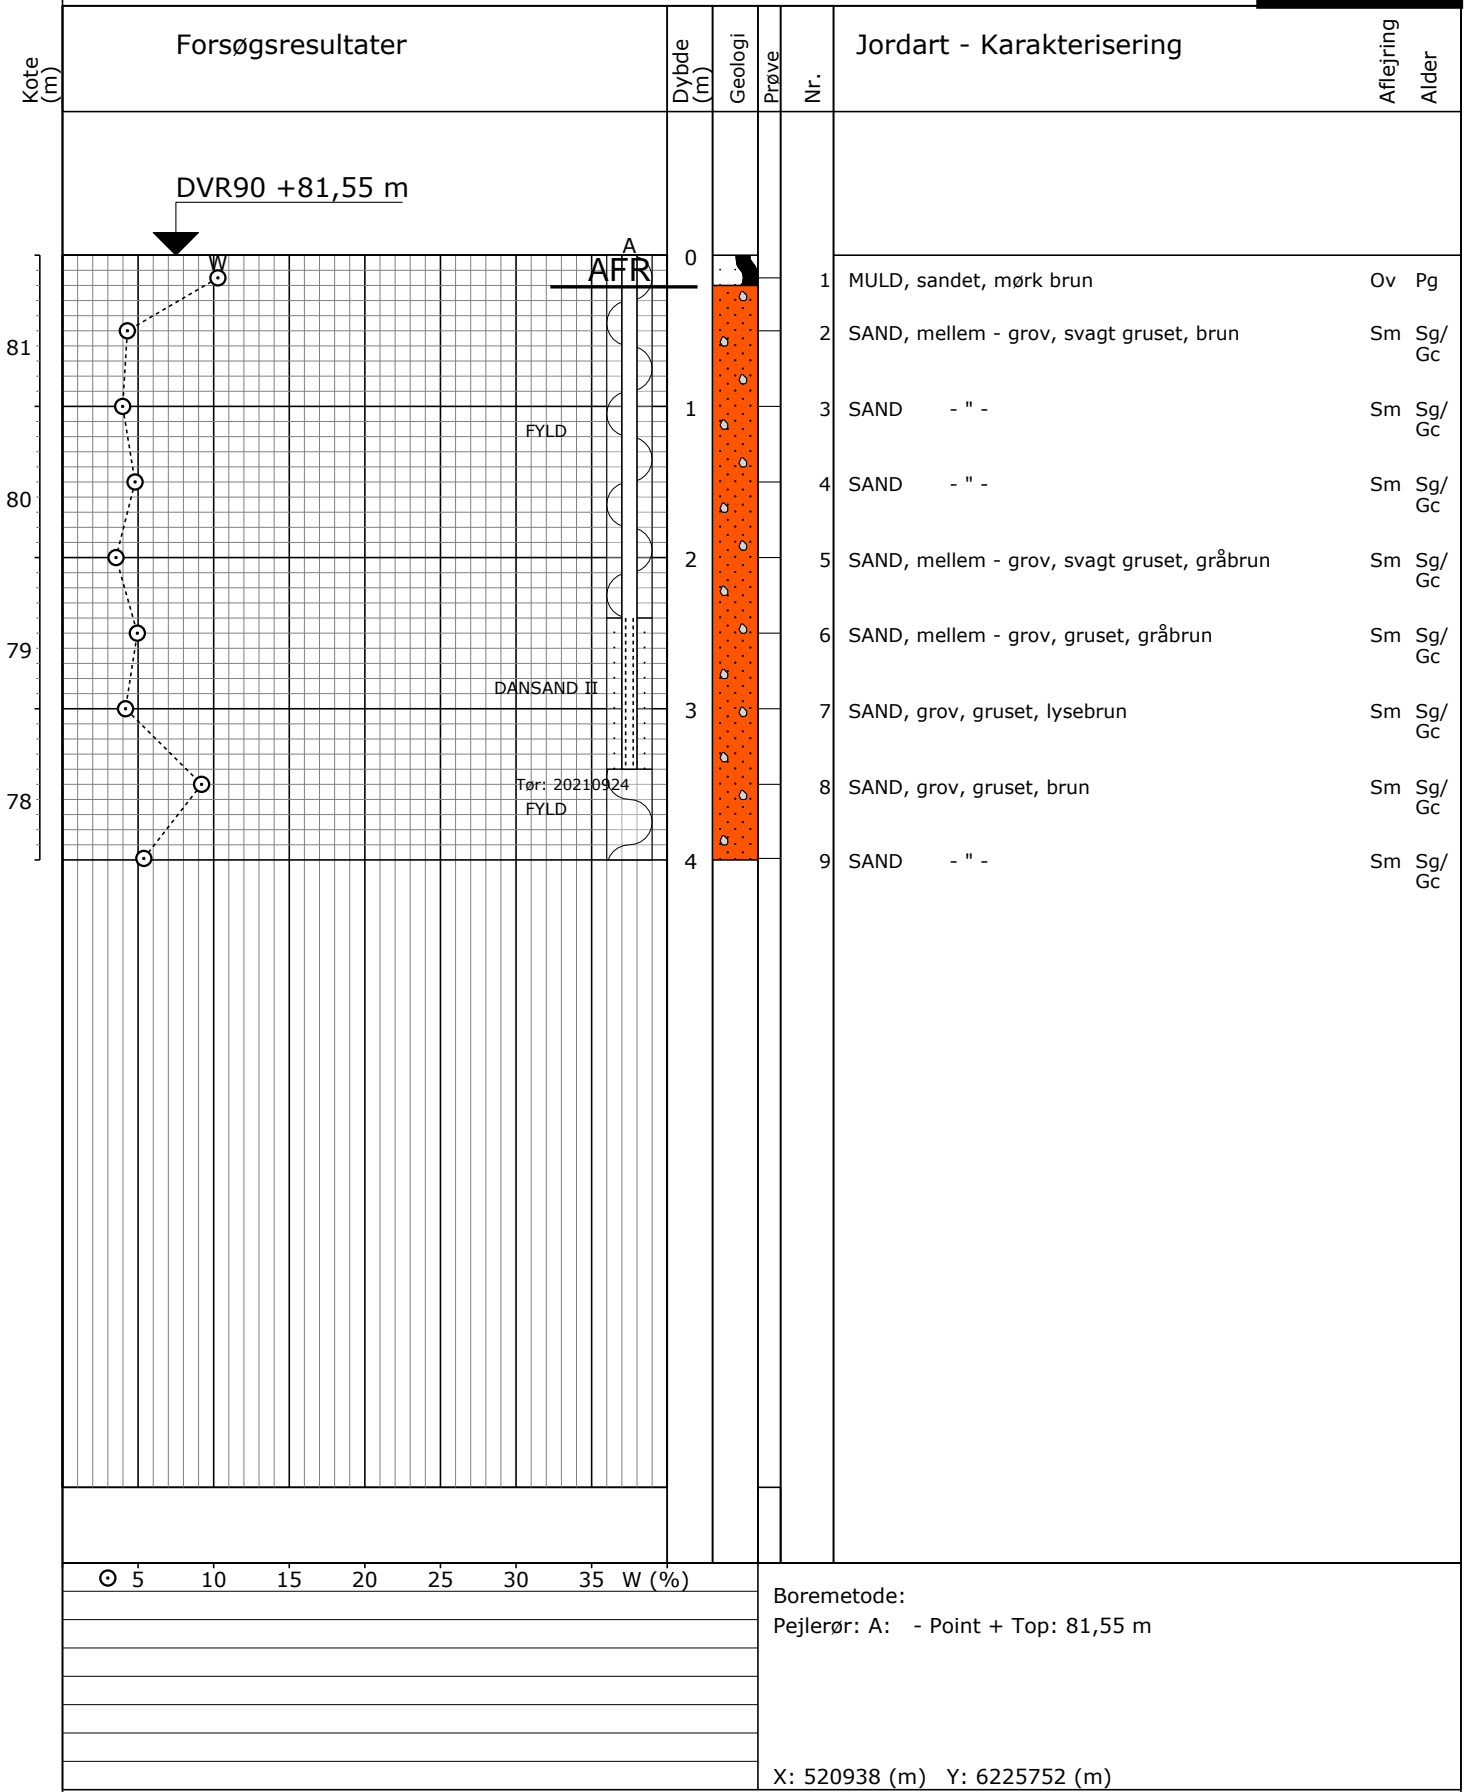 Kote (m)
Forsøgsresultater
Dybde (m)
Geologi
Prøve
Nr.
Jordart - Karakterisering
Aflejring
Alder
DVR90 +81,55 m
W
A
AFR
0
1 MULD, sandet, mørk brun Ov Pg
2 SAND, mellem - grov, svagt gruset, brun Sm Sg/
Gc
81
1
3 SAND - " - Sm Sg/
Gc
FYLD
80
4 SAND - " - Sm Sg/
Gc
2
5 SAND, mellem - grov, svagt gruset, gråbrun Sm Sg/
Gc
79
6 SAND, mellem - grov, gruset, gråbrun Sm Sg/
Gc
DANSAND II
3
7 SAND, grov, gruset, lysebrun Sm Sg/
Gc
Tør: 20210924
78
FYLD
8 SAND, grov, gruset, brun Sm Sg/
Gc
4
9 SAND - " - Sm Sg/
Gc
5 10 15 20 25 30 35 W (%)
Boremetode:
Pejlerør: A: - Point + Top: 81,55 m
X: 520938 (m) Y: 6225752 (m)